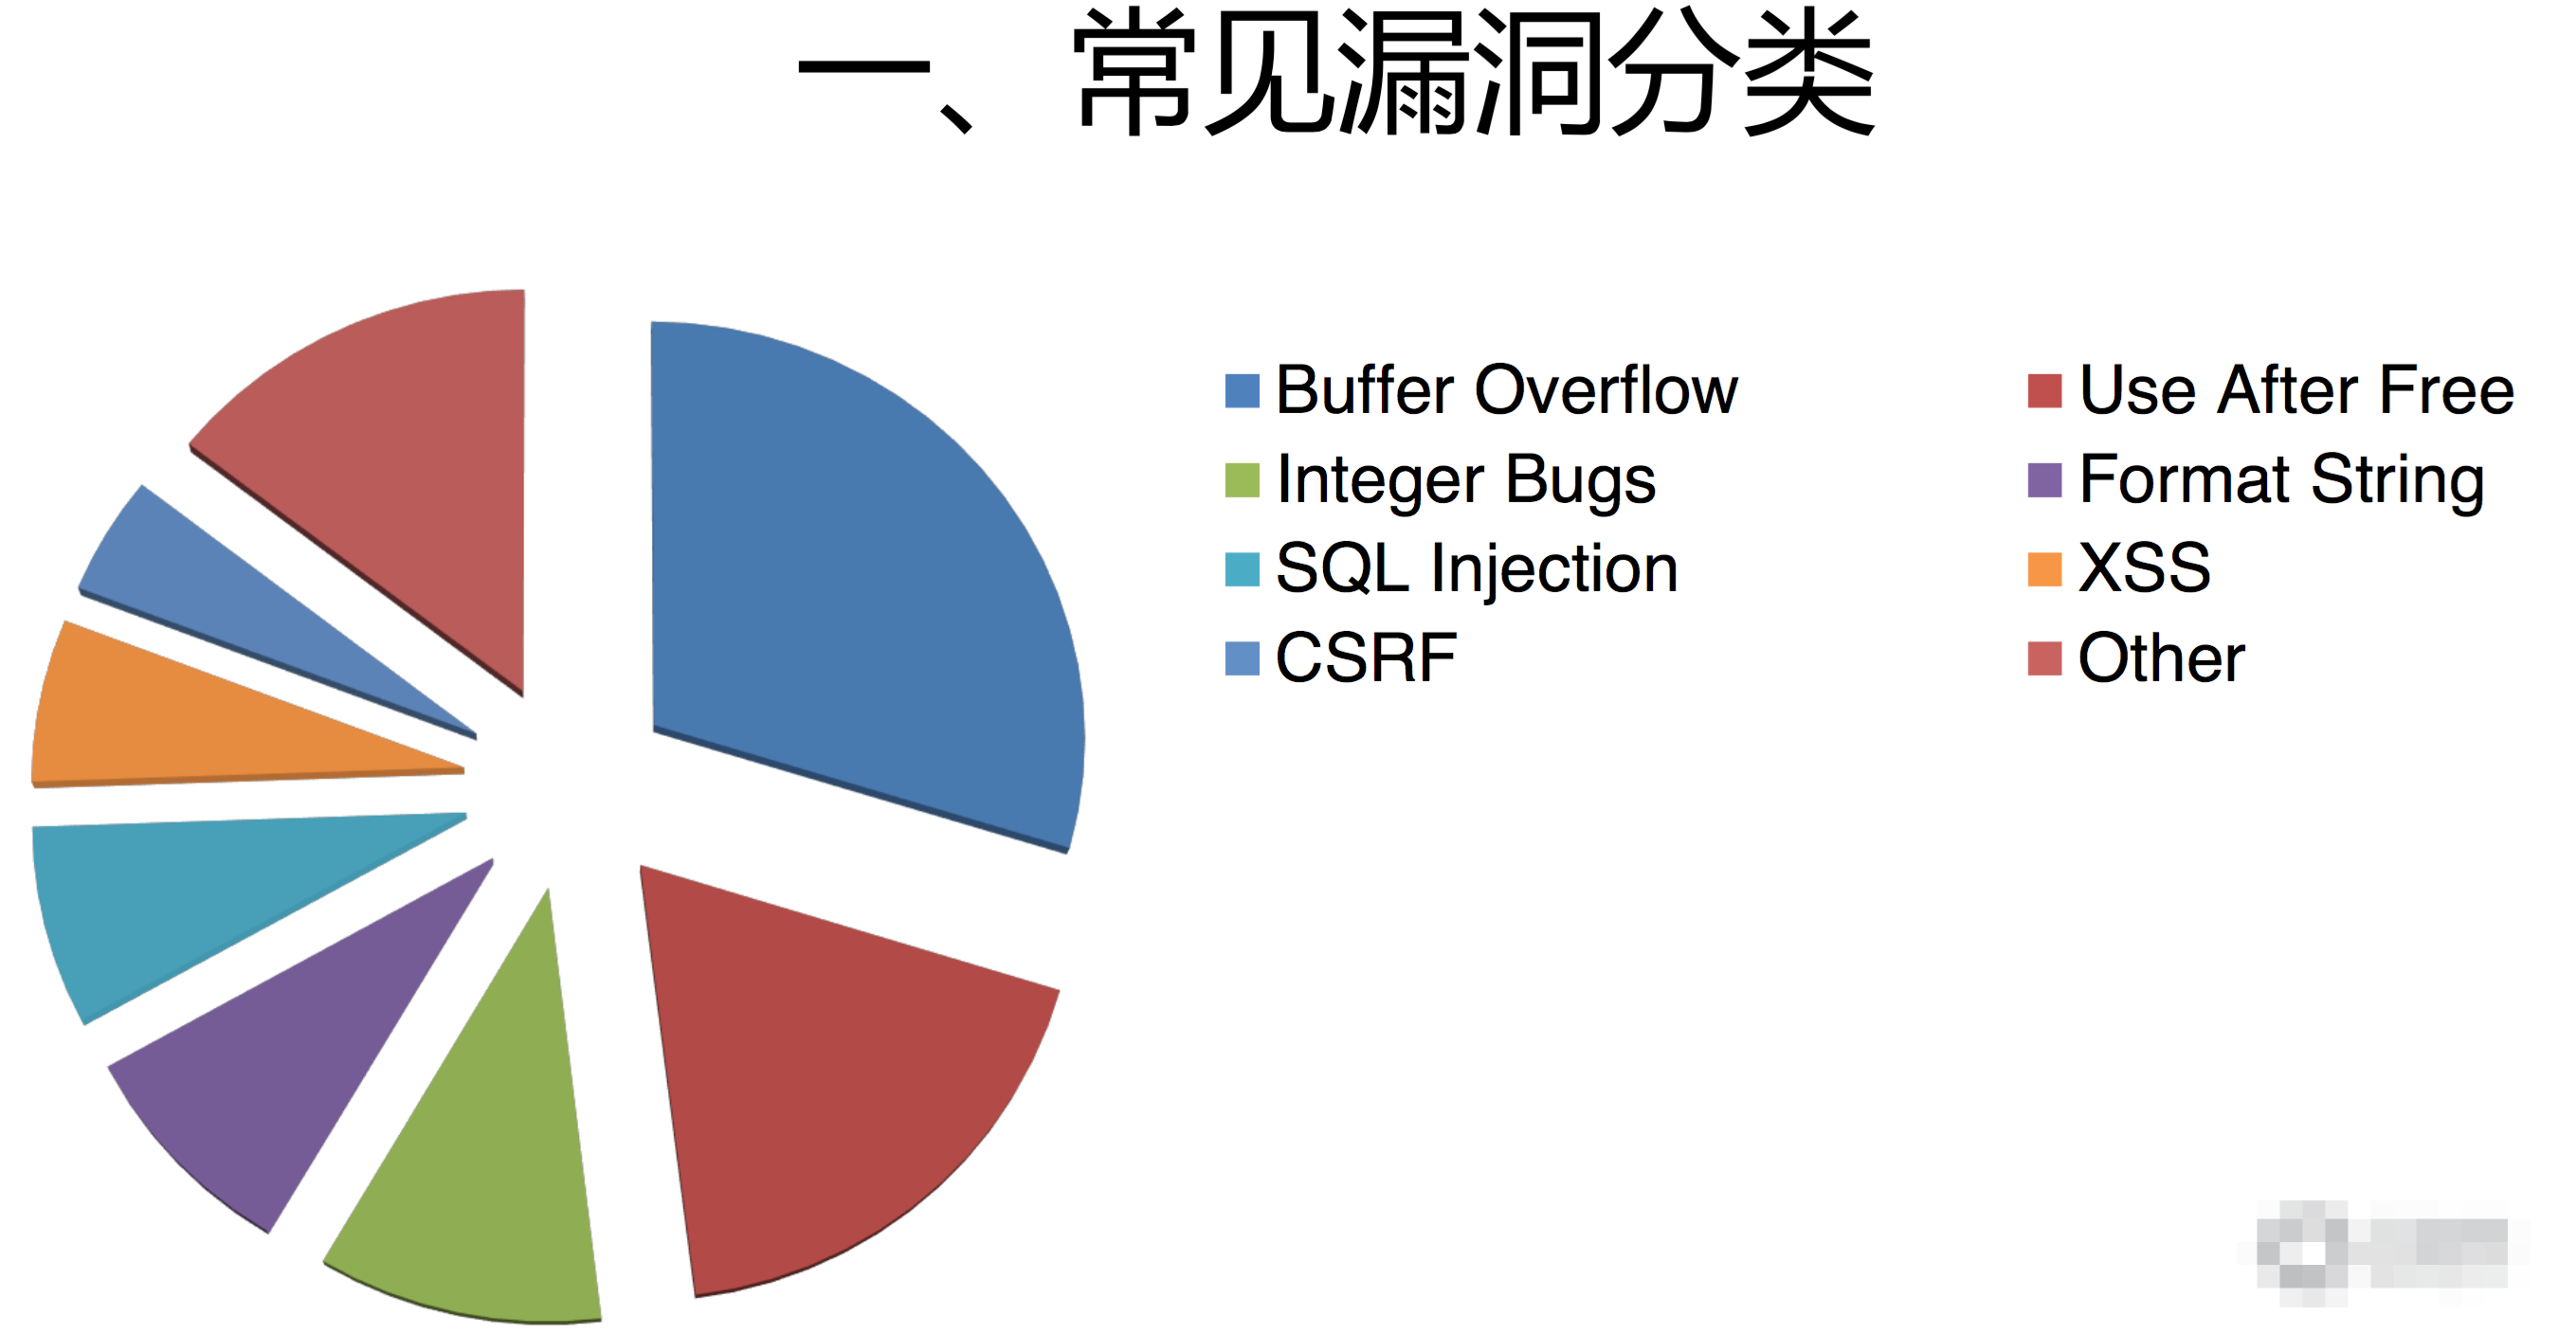 一、常见漏洞分类
Buffer Overflow
Use After Free
Integer Bugs
Format String
SQL Injection
XSS
CSRF
Other